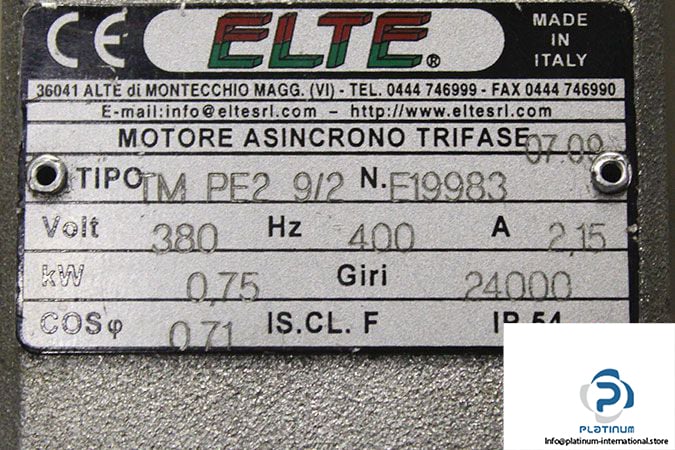 CE ELTE® MADE IN ITALY
36041 ALTE di MONTECCHIO MAGG. (VI) - TEL. 0444 746999 - FAX 0444 746990
E-mail:info@eltesrl.com – http://www.eltesrl.com
MOTORE ASINCRONO TRIFASE 07.09
TIPO TM PE2 9/2 N. F19983
Volt 380 Hz 400 A 2,15
kW 0,75 Giri 24000
COSφ 0,71 IS.CL. F IP 54
PLATINUM
Info@platinum-international.store